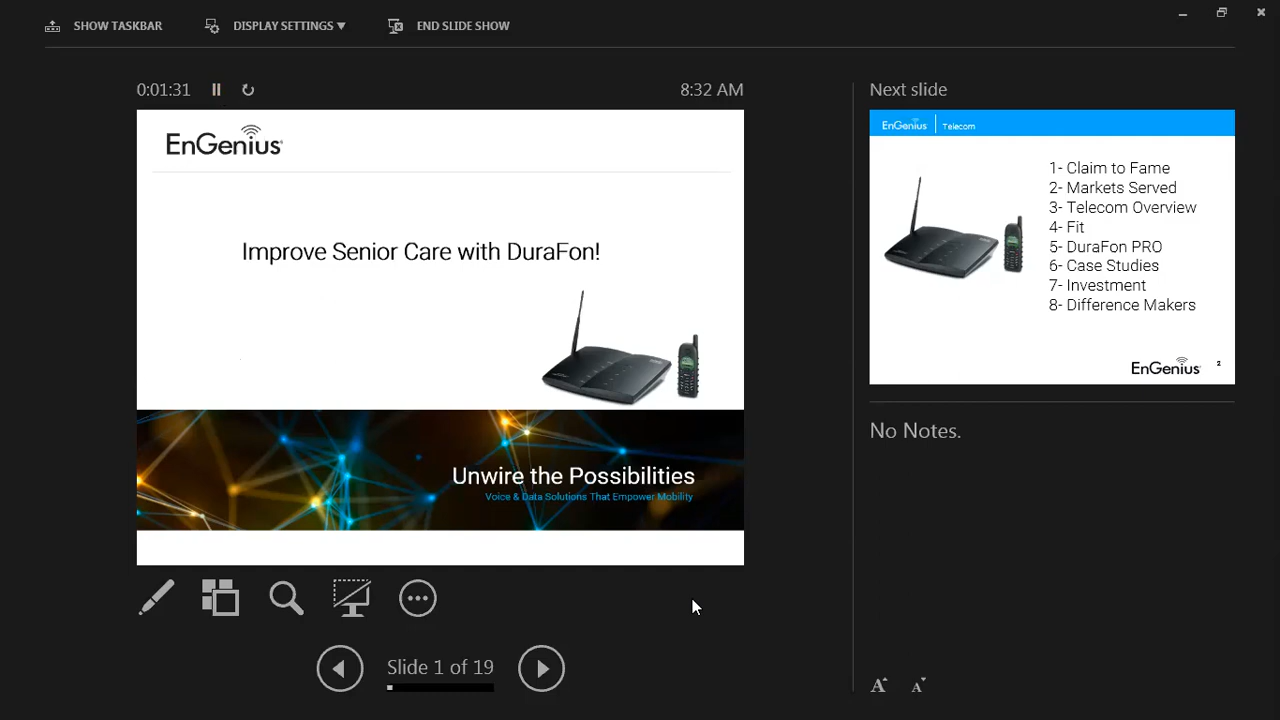 SHOW TASKBAR
DISPLAY SETTINGS ▼
END SLIDE SHOW
0:01:31
8:32 AM
EnGenius®
Improve Senior Care with DuraFon!
Unwire the Possibilities
Voice & Data Solutions That Empower Mobility
Slide 1 of 19
Next slide
EnGenius
Telecom
1- Claim to Fame
2- Markets Served
3- Telecom Overview
4- Fit
5- DuraFon PRO
6- Case Studies
7- Investment
8- Difference Makers
EnGenius
2
No Notes.
A A